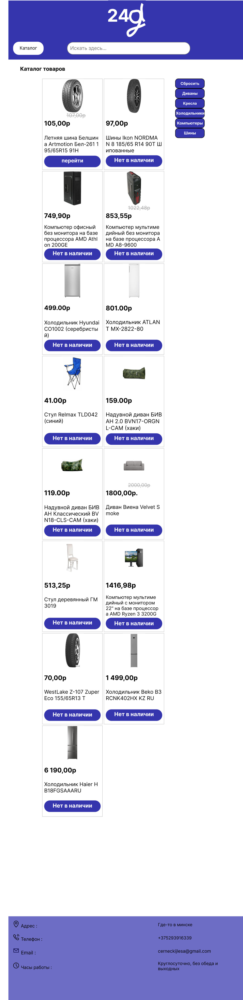 24д
Каталог
Искать здесь...
Каталог товаров
107,00р
105,00р
Летняя шина Белшин
а Artmotion Бел-261 1
95/65R15 91H
перейти
97,00р
Шины Ikon NORDMA
N 8 185/65 R14 90T Ш
ипованные
Нет в наличии
Сбросить
Диваны
Кресла
Холодильники
Компьютеры
Шины
749,90р
Компьютер офисный
без монитора на базе
процессора AMD Athl
on 200GE
Нет в наличии
1022,48р
853,55р
Компьютер мультиме
дийный без монитора
на базе процессора A
MD A8-9600
Нет в наличии
499.00р
Холодильник Hyundai
CO1002 (серебристы
й)
Нет в наличии
801.00р
Холодильник ATLAN
T МХ-2822-80
Нет в наличии
41.00р
Стул Relmax TLD042
(синий)
Нет в наличии
159.00р
Надувной диван БИВ
АН 2.0 BVN17-ORGN
L-CAM (хаки)
Нет в наличии
119.00р
Надувной диван БИВ
АН Классический BV
N18-CLS-CAM (хаки)
Нет в наличии
2000,00р
1800,00р.
Диван Виена Velvet S
moke
Нет в наличии
513,25р
Стул деревянный ГМ
3019
Нет в наличии
1416,98р
Компьютер мультиме
дийный с монитором
22" на базе процессор
а AMD Ryzen 3 3200G
Нет в наличии
70,00р
WestLake Z-107 Zuper
Eco 155/65R13 T
Нет в наличии
1 499,00р
Холодильник Beko B3
RCNK402HX KZ RU
Нет в наличии
6 190,00р
Холодильник Haier H
B18FGSAAARU
Нет в наличии
Адрес :
Где-то в минске
Телефон :
+375293916339
Email :
cerneckijlesa@gmail.com
Часы работы :
Круглосуточно, без обеда и
выходных